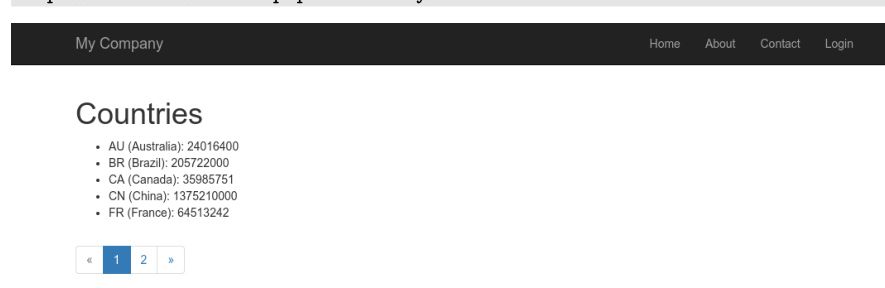 My Company Home About Contact Login
Countries
• AU (Australia): 24016400
• BR (Brazil): 205722000
• CA (Canada): 35985751
• CN (China): 1375210000
• FR (France): 64513242
« 1 2 »